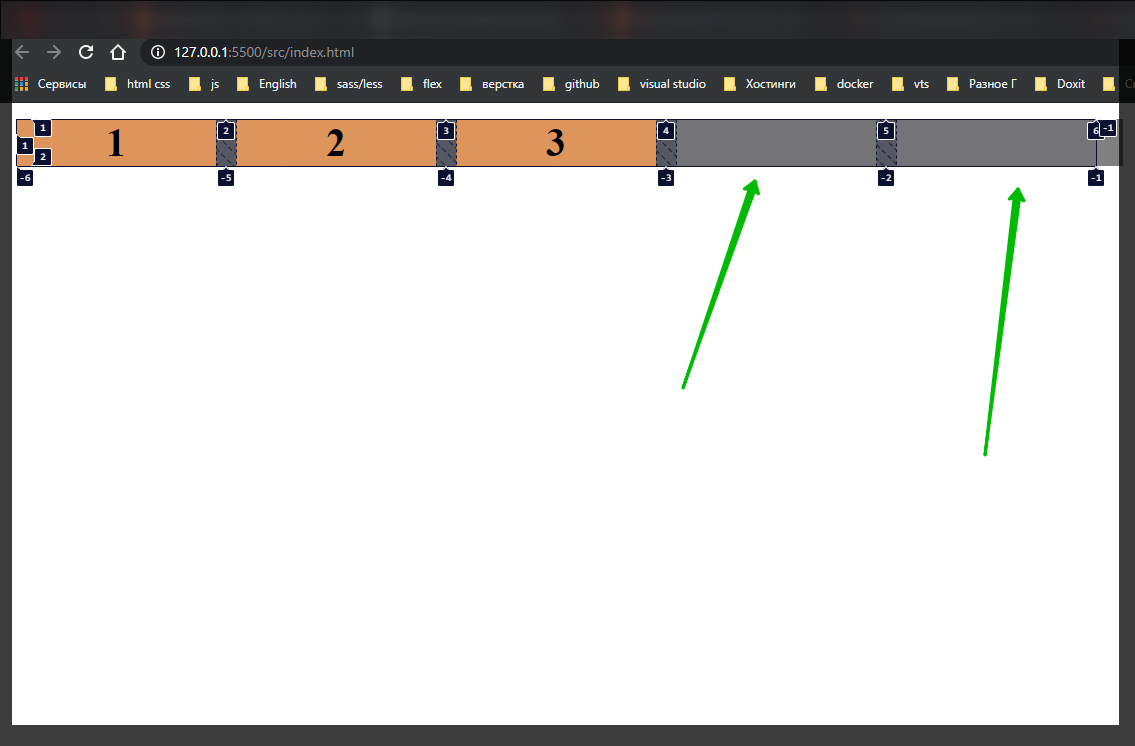 127.0.0.1:5500/src/index.html
Сервисы html css js English sass/less flex верстка github visual studio Хостинги docker vts Разное Г Doxit
1 2 3 4 5 6 -1
1 1 2 3
2
-6 -5 -4 -3 -2 -1